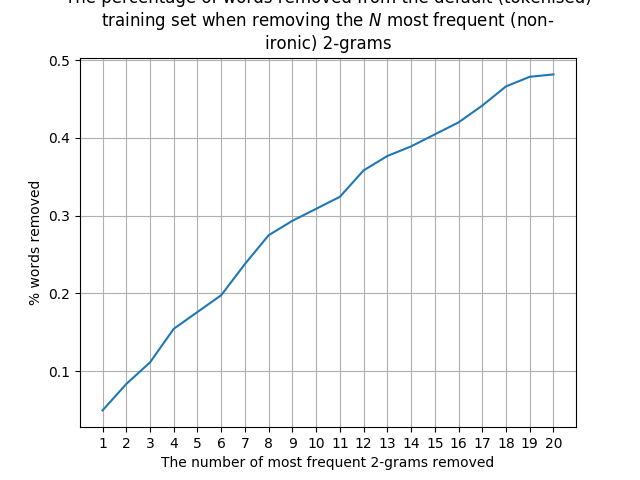 The percentage of words removed from the default (tokenised)
training set when removing the N most frequent (non-
ironic) 2-grams
0.5
0.4
0.3
0.2
0.1
% words removed
1 2 3 4 5 6 7 8 9 10 11 12 13 14 15 16 17 18 19 20
The number of most frequent 2-grams removed